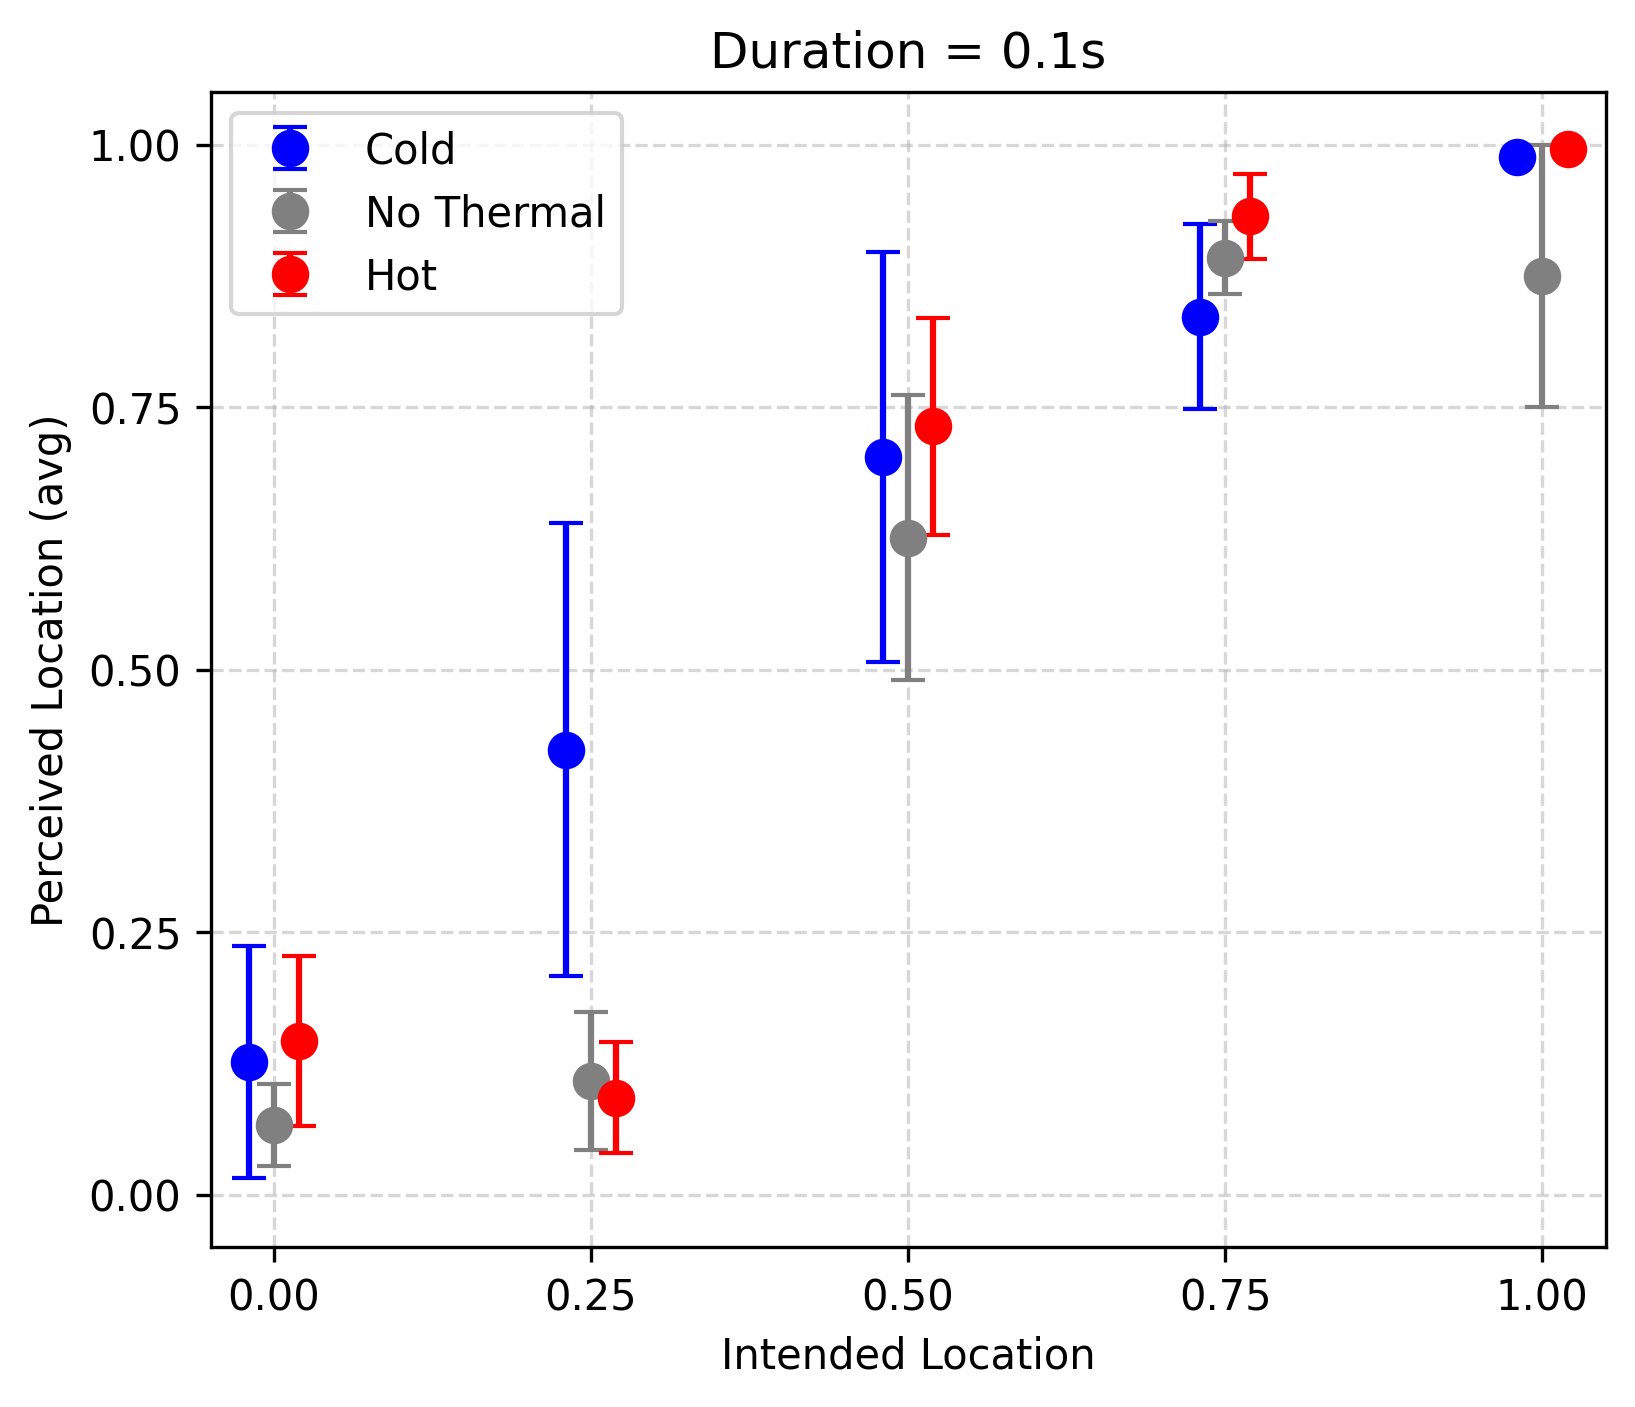 Duration = 0.1s
Cold
No Thermal
Hot
1.00
0.75
0.50
0.25
0.00
Perceived Location (avg)
0.00 0.25 0.50 0.75 1.00
Intended Location